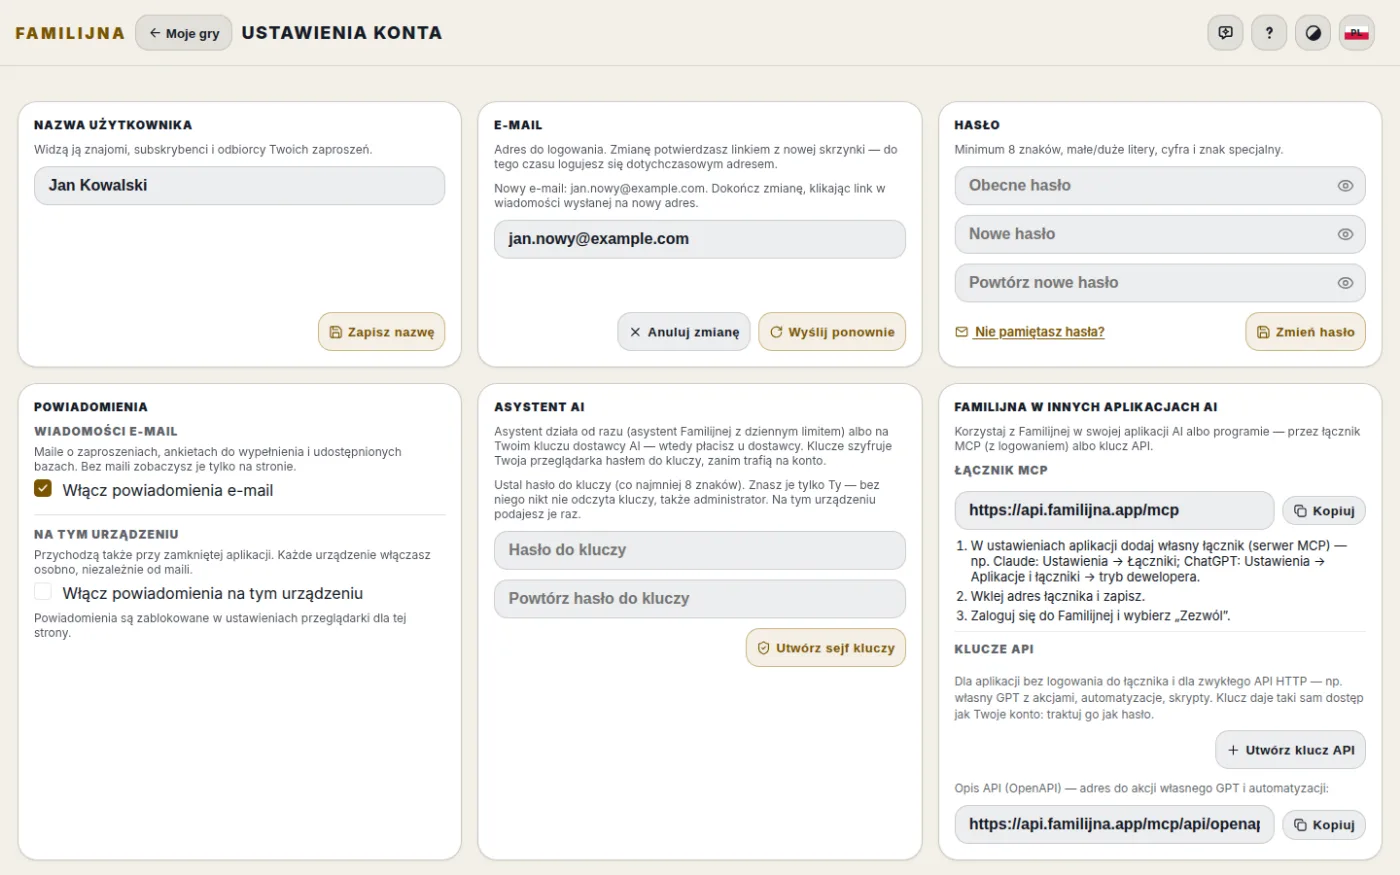 FAMILIJNA
Moje gry
USTAWIENIA KONTA
?
PL
NAZWA UŻYTKOWNIKA
Widzą ją znajomi, subskrybenci i odbiorcy Twoich zaproszeń.
Jan Kowalski
Zapisz nazwę
E-MAIL
Adres do logowania. Zmianę potwierdzasz linkiem z nowej skrzynki — do
tego czasu logujesz się dotychczasowym adresem.
Nowy e-mail: jan.nowy@example.com. Dokończ zmianę, klikając link w
wiadomości wysłanej na nowy adres.
jan.nowy@example.com
Anuluj zmianę
Wyślij ponownie
HASŁO
Minimum 8 znaków, małe/duże litery, cyfra i znak specjalny.
Obecne hasło
Nowe hasło
Powtórz nowe hasło
Nie pamiętasz hasła?
Zmień hasło
POWIADOMIENIA
WIADOMOŚCI E-MAIL
Maile o zaproszeniach, ankietach do wypełnienia i udostępnionych
bazach. Bez maili zobaczysz je tylko na stronie.
Włącz powiadomienia e-mail
NA TYM URZĄDZENIU
Przychodzą także przy zamkniętej aplikacji. Każde urządzenie włączasz
osobno, niezależnie od maili.
Włącz powiadomienia na tym urządzeniu
Powiadomienia są zablokowane w ustawieniach przeglądarki dla tej
strony.
ASYSTENT AI
Asystent działa od razu (asystent Familijnej z dziennym limitem) albo na
Twoim kluczu dostawcy AI — wtedy płacisz u dostawcy. Klucze szyfruje
Twoja przeglądarka hasłem do kluczy, zanim trafią na konto.
Ustal hasło do kluczy (co najmniej 8 znaków). Znasz je tylko Ty — bez
niego nikt nie odczyta kluczy, także administrator. Na tym urządzeniu
podajesz je raz.
Hasło do kluczy
Powtórz hasło do kluczy
Utwórz sejf kluczy
FAMILIJNA W INNYCH APLIKACJACH AI
Korzystaj z Familijnej w swojej aplikacji AI albo programie — przez łącznik
MCP (z logowaniem) albo klucz API.
ŁĄCZNIK MCP
https://api.familijna.app/mcp
Kopiuj
1. W ustawieniach aplikacji dodaj własny łącznik (serwer MCP) —
np. Claude: Ustawienia → Łączniki; ChatGPT: Ustawienia →
Aplikacje i łączniki → tryb dewelopera.
2. Wklej adres łącznika i zapisz.
3. Zaloguj się do Familijnej i wybierz „Zezwól”.
KLUCZE API
Dla aplikacji bez logowania do łącznika i dla zwykłego API HTTP — np.
własny GPT z akcjami, automatyzacje, skrypty. Klucz daje taki sam dostęp
jak Twoje konto: traktuj go jak hasło.
Utwórz klucz API
Opis API (OpenAPI) — adres do akcji własnego GPT i automatyzacji:
https://api.familijna.app/mcp/api/openap
Kopiuj